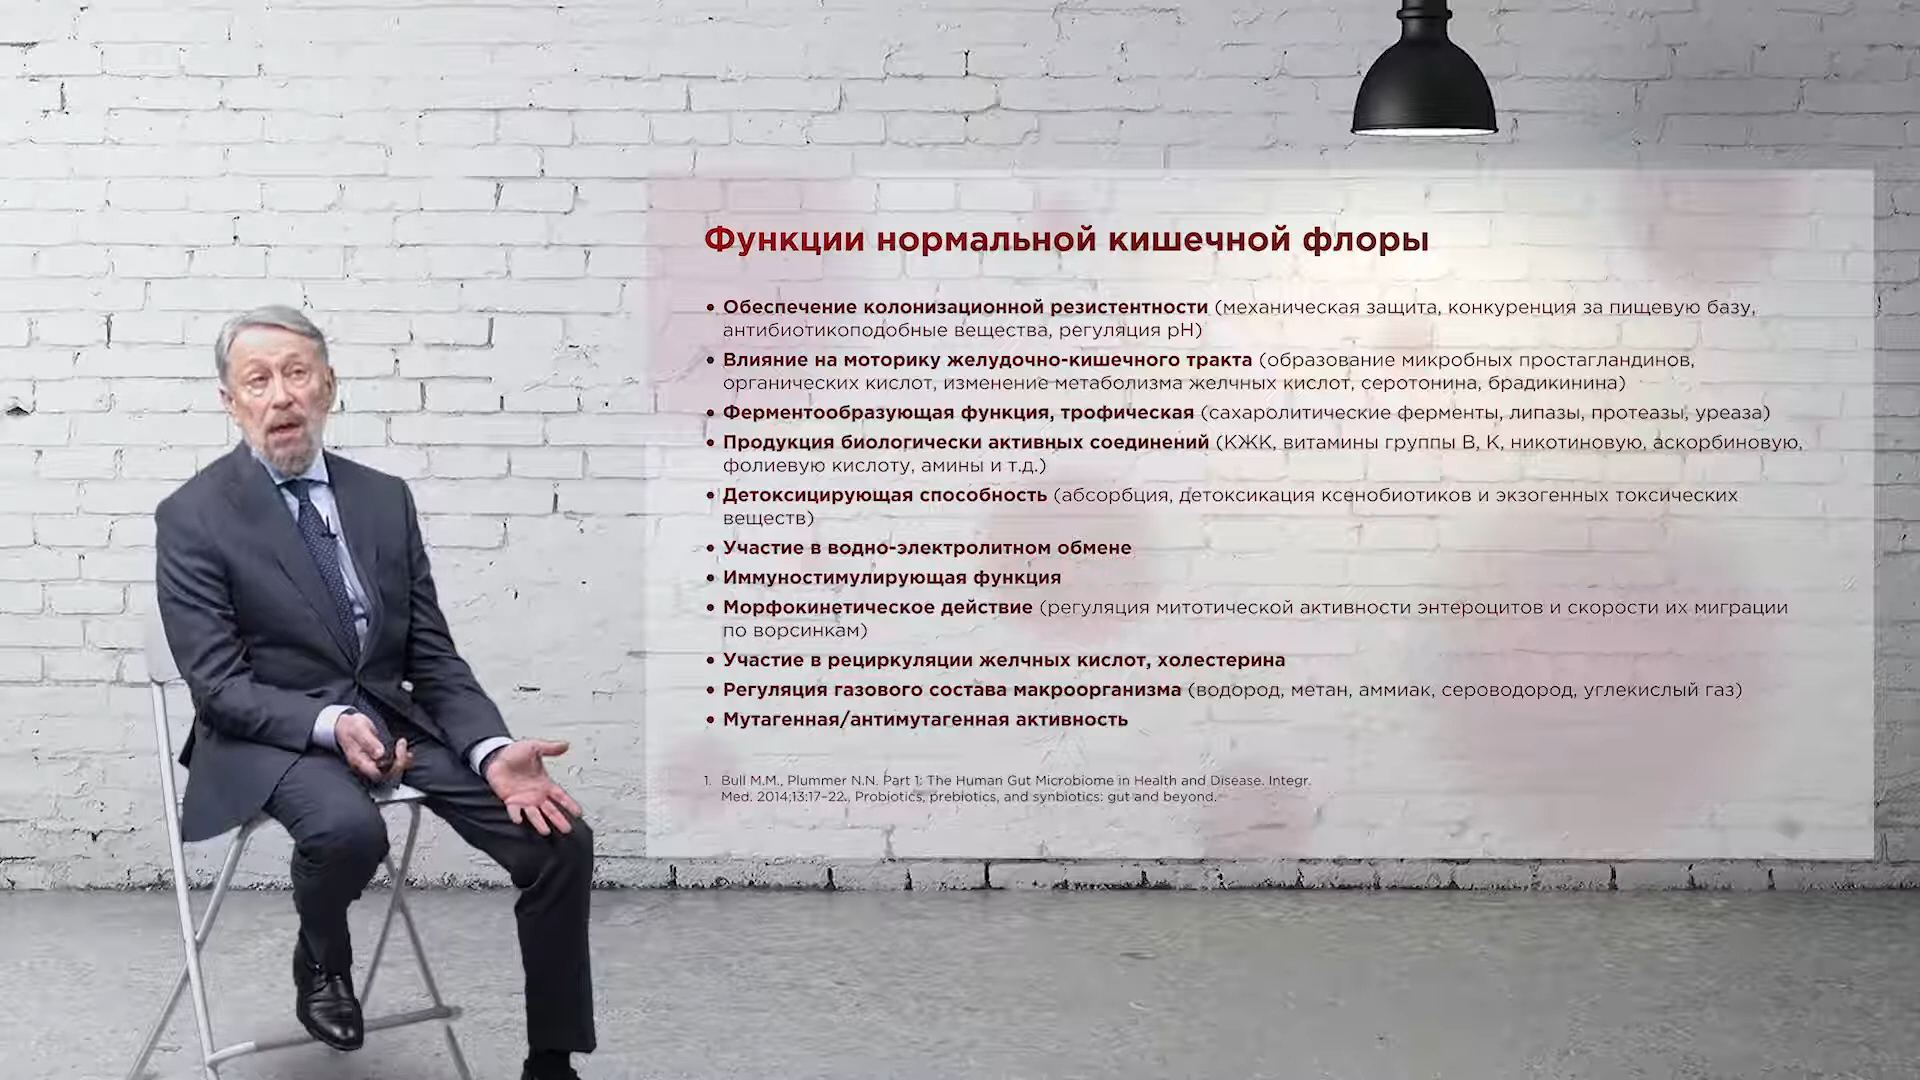 Функции нормальной кишечной флоры
• Обеспечение колонизационной резистентности (механическая защита, конкуренция за пищевую базу,
антибиотикоподобные вещества, регуляция pH)
• Влияние на моторику желудочно-кишечного тракта (образование микробных простагландинов,
органических кислот, изменение метаболизма желчных кислот, серотонина, брадикинина)
• Ферментообразующая функция, трофическая (сахаролитические ферменты, липазы, протеазы, уреаза)
• Продукция биологически активных соединений (КЖК, витамины группы В, К, никотиновую, аскорбиновую,
фолиевую кислоту, амины и т.д.)
• Детоксицирующая способность (абсорбция, детоксикация ксенобиотиков и экзогенных токсических
веществ)
• Участие в водно-электролитном обмене
• Иммуностимулирующая функция
• Морфокинетическое действие (регуляция митотической активности энтероцитов и скорости их миграции
по ворсинкам)
• Участие в рециркуляции желчных кислот, холестерина
• Регуляция газового состава макроорганизма (водород, метан, аммиак, сероводород, углекислый газ)
• Мутагенная/антимутагенная активность
1. Bull M.M., Plummer N.N. Part 1: The Human Gut Microbiome in Health and Disease. Integr.
Med. 2014;13:17–22., Probiotics, prebiotics, and synbiotics: gut and beyond.